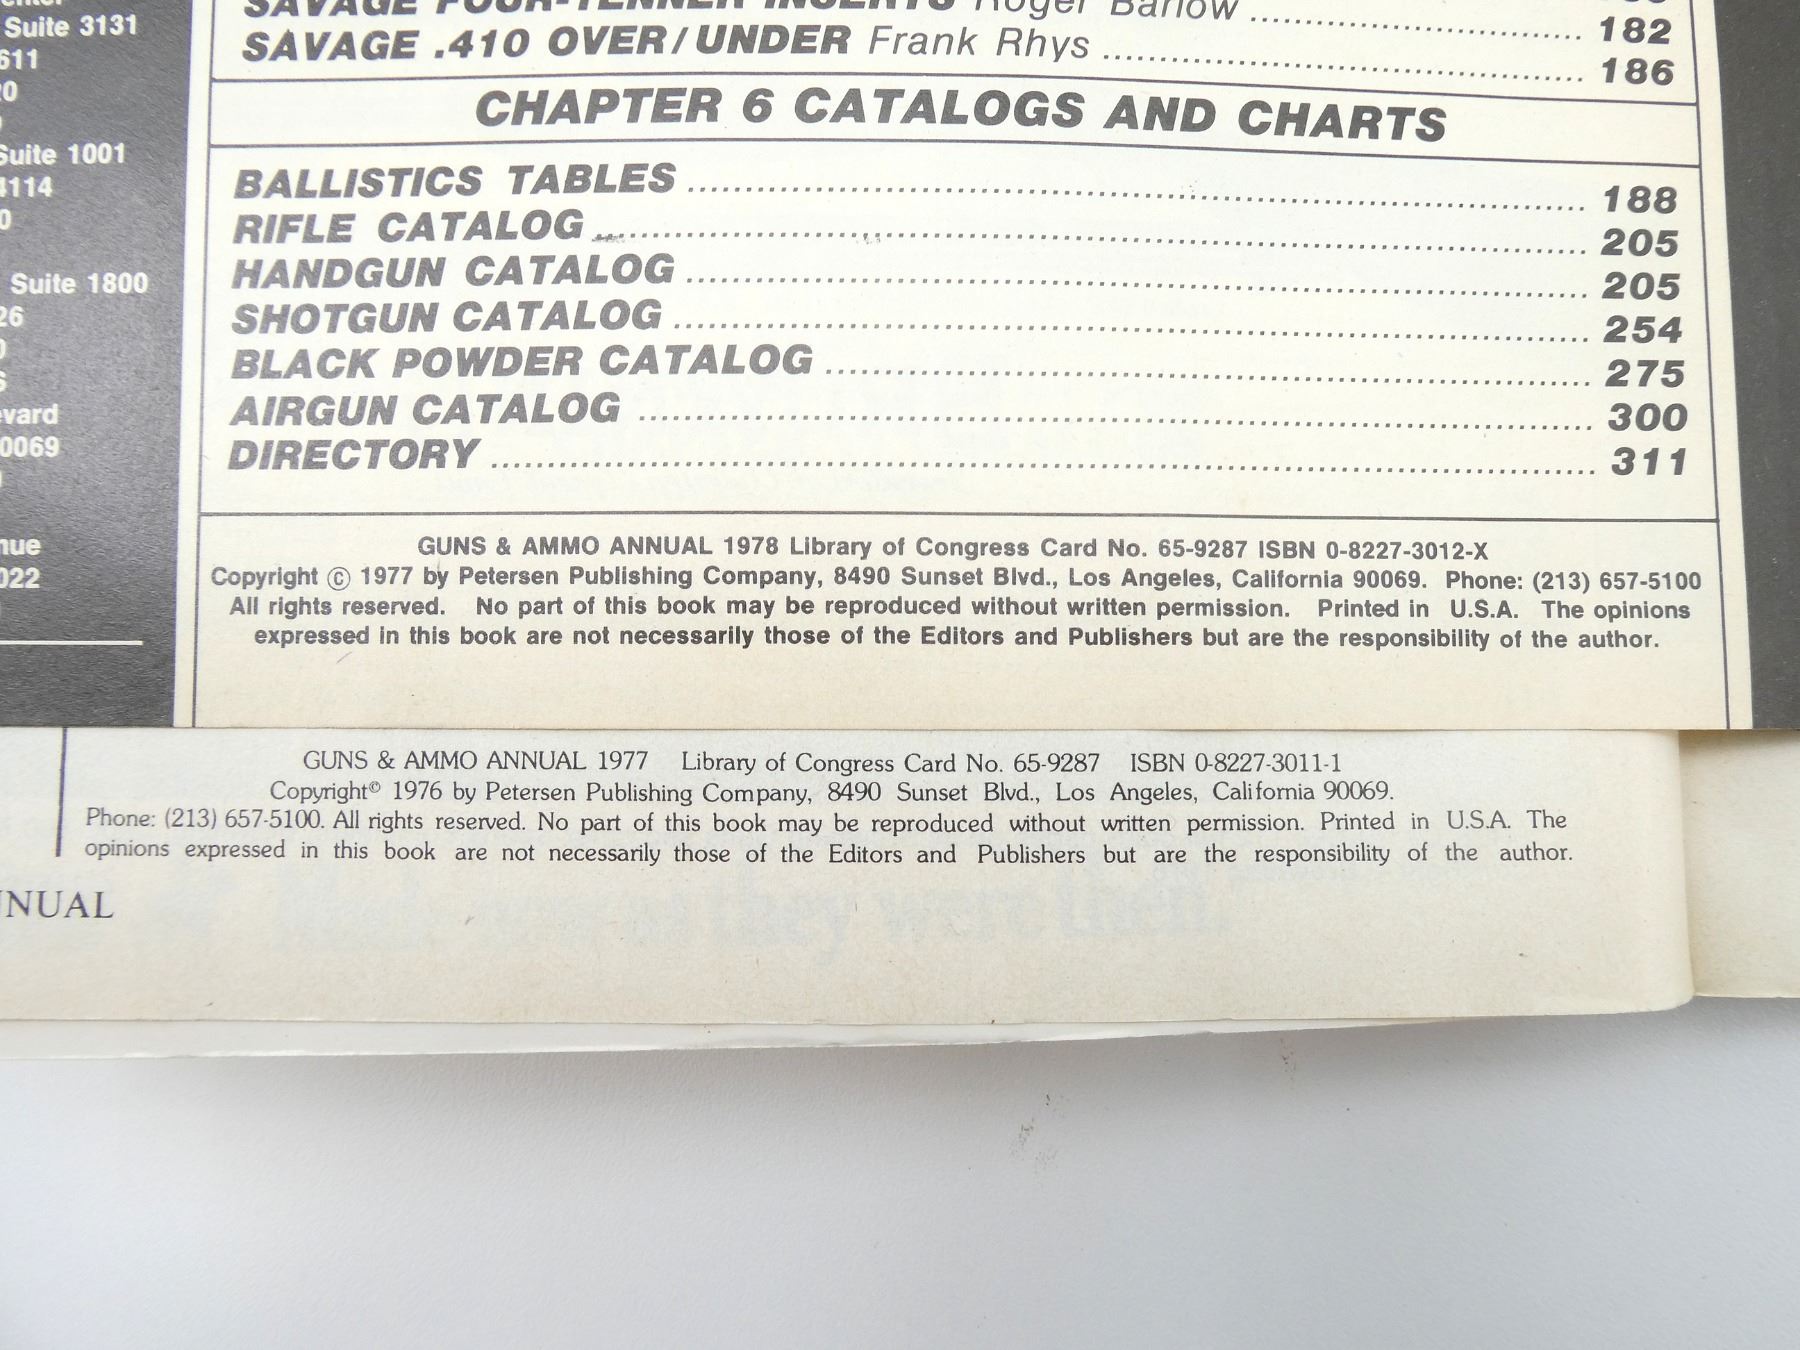 Suite 3131
611
Suite 1001
4114
Suite 1800
0069
022
SAVAGE FOUR-TENNER INSERTS Roger Barlow 182
SAVAGE .410 OVER/UNDER Frank Rhys 186
CHAPTER 6 CATALOGS AND CHARTS
BALLISTICS TABLES 188
RIFLE CATALOG 205
HANDGUN CATALOG 205
SHOTGUN CATALOG 254
BLACK POWDER CATALOG 275
AIRGUN CATALOG 300
DIRECTORY 311
GUNS & AMMO ANNUAL 1978 Library of Congress Card No. 65-9287 ISBN 0-8227-3012-X
Copyright © 1977 by Petersen Publishing Company, 8490 Sunset Blvd., Los Angeles, California 90069. Phone: (213) 657-5100
All rights reserved. No part of this book may be reproduced without written permission. Printed in U.S.A. The opinions
expressed in this book are not necessarily those of the Editors and Publishers but are the responsibility of the author.
GUNS & AMMO ANNUAL 1977 Library of Congress Card No. 65-9287 ISBN 0-8227-3011-1
Copyright© 1976 by Petersen Publishing Company, 8490 Sunset Blvd., Los Angeles, California 90069.
Phone: (213) 657-5100. All rights reserved. No part of this book may be reproduced without written permission. Printed in U.S.A. The
opinions expressed in this book are not necessarily those of the Editors and Publishers but are the responsibility of the author.
NUAL